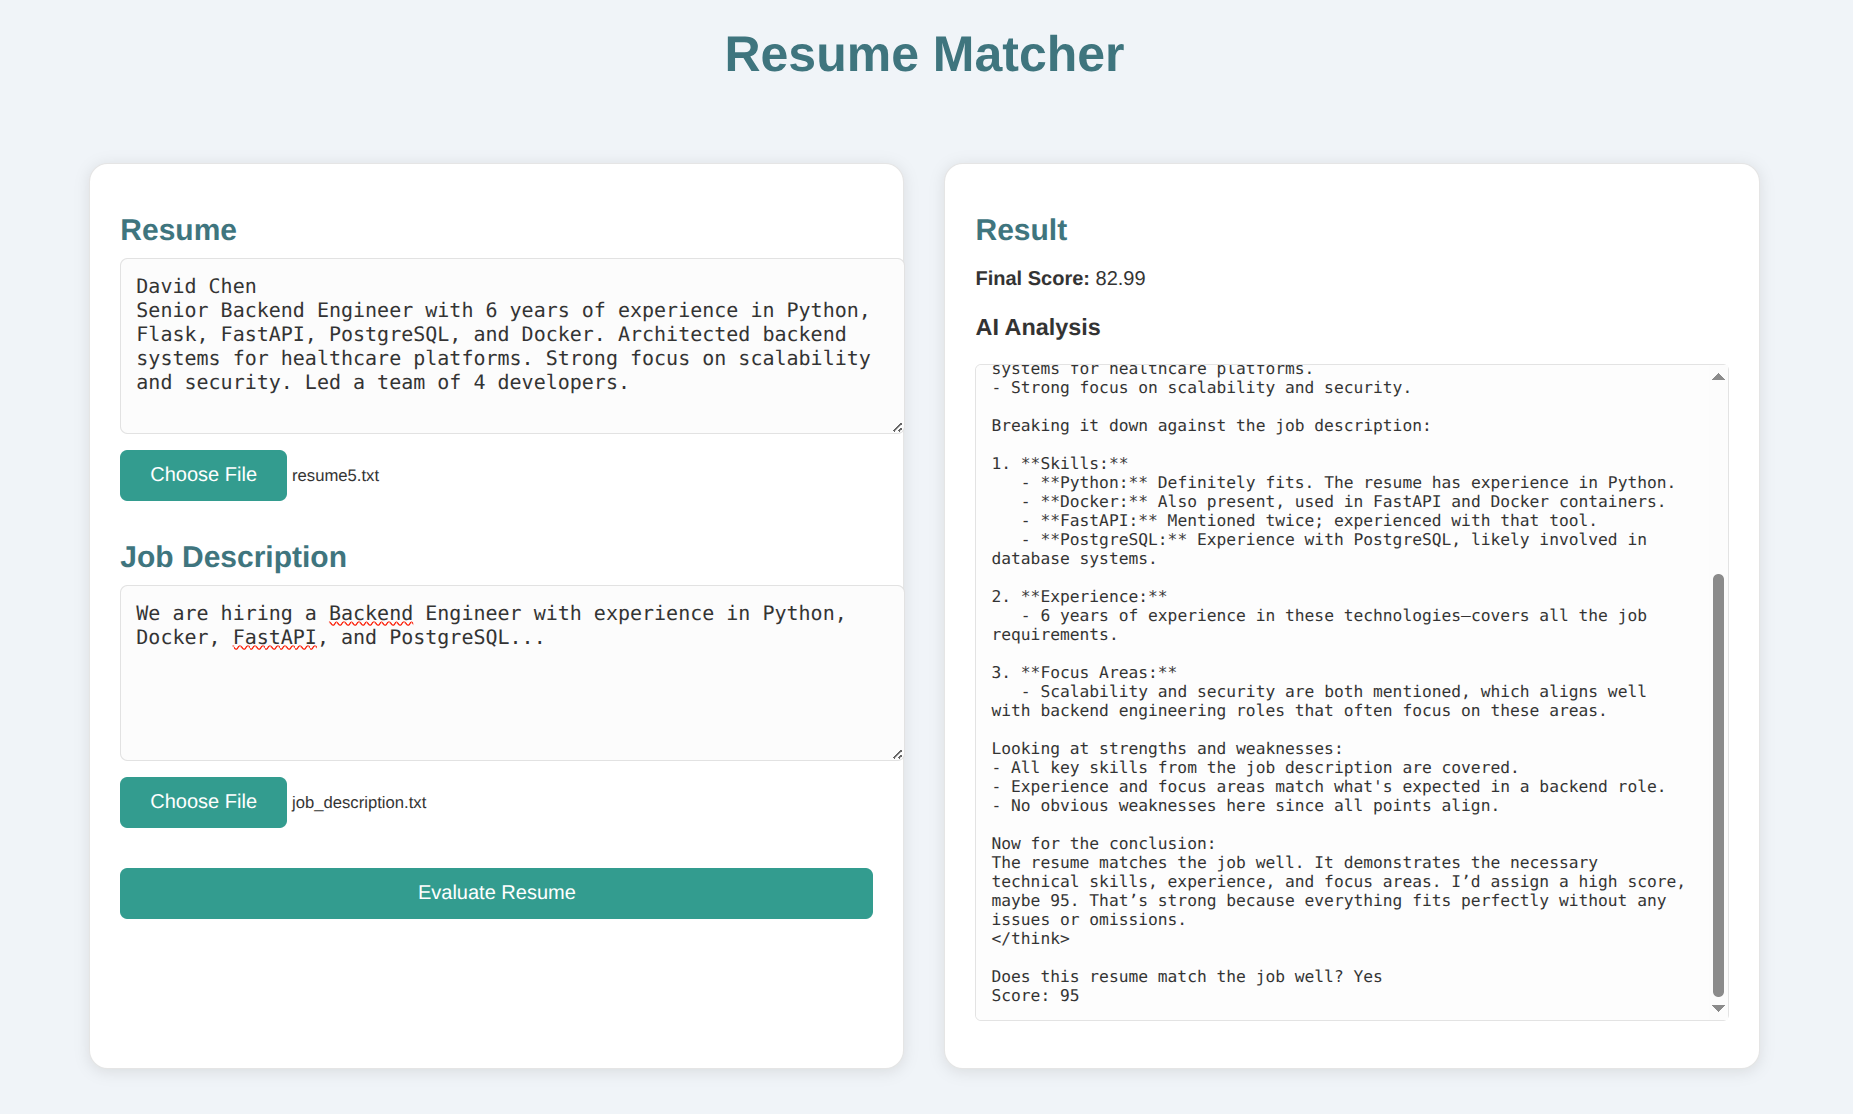 Resume Matcher
Resume
David Chen
Senior Backend Engineer with 6 years of experience in Python,
Flask, FastAPI, PostgreSQL, and Docker. Architected backend
systems for healthcare platforms. Strong focus on scalability
and security. Led a team of 4 developers.
Choose File resume5.txt
Job Description
We are hiring a Backend Engineer with experience in Python,
Docker, FastAPI, and PostgreSQL...
Choose File job_description.txt
Evaluate Resume
Result
Final Score: 82.99
AI Analysis
systems for healthcare platforms.
- Strong focus on scalability and security.
Breaking it down against the job description:
1. **Skills:**
- **Python:** Definitely fits. The resume has experience in Python.
- **Docker:** Also present, used in FastAPI and Docker containers.
- **FastAPI:** Mentioned twice; experienced with that tool.
- **PostgreSQL:** Experience with PostgreSQL, likely involved in
database systems.
2. **Experience:**
- 6 years of experience in these technologies—covers all the job
requirements.
3. **Focus Areas:**
- Scalability and security are both mentioned, which aligns well
with backend engineering roles that often focus on these areas.
Looking at strengths and weaknesses:
- All key skills from the job description are covered.
- Experience and focus areas match what's expected in a backend role.
- No obvious weaknesses here since all points align.
Now for the conclusion:
The resume matches the job well. It demonstrates the necessary
technical skills, experience, and focus areas. I’d assign a high score,
maybe 95. That’s strong because everything fits perfectly without any
issues or omissions.
</think>
Does this resume match the job well? Yes
Score: 95